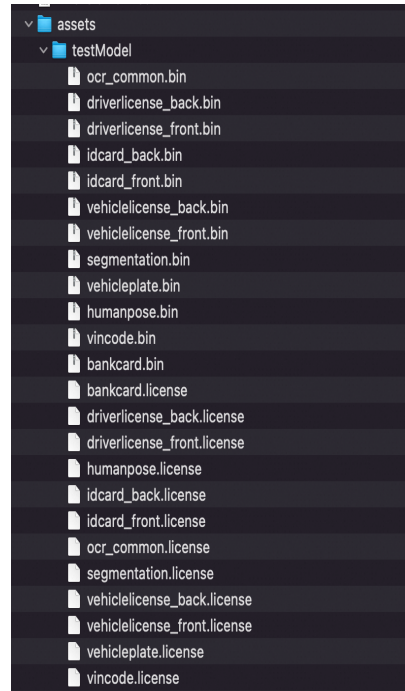 assets
testModel
ocr_common.bin
driverlicense_back.bin
driverlicense_front.bin
idcard_back.bin
idcard_front.bin
vehiclelicense_back.bin
vehiclelicense_front.bin
segmentation.bin
vehicleplate.bin
humanpose.bin
vincode.bin
bankcard.bin
bankcard.license
driverlicense_back.license
driverlicense_front.license
humanpose.license
idcard_back.license
idcard_front.license
ocr_common.license
segmentation.license
vehiclelicense_back.license
vehiclelicense_front.license
vehicleplate.license
vincode.license